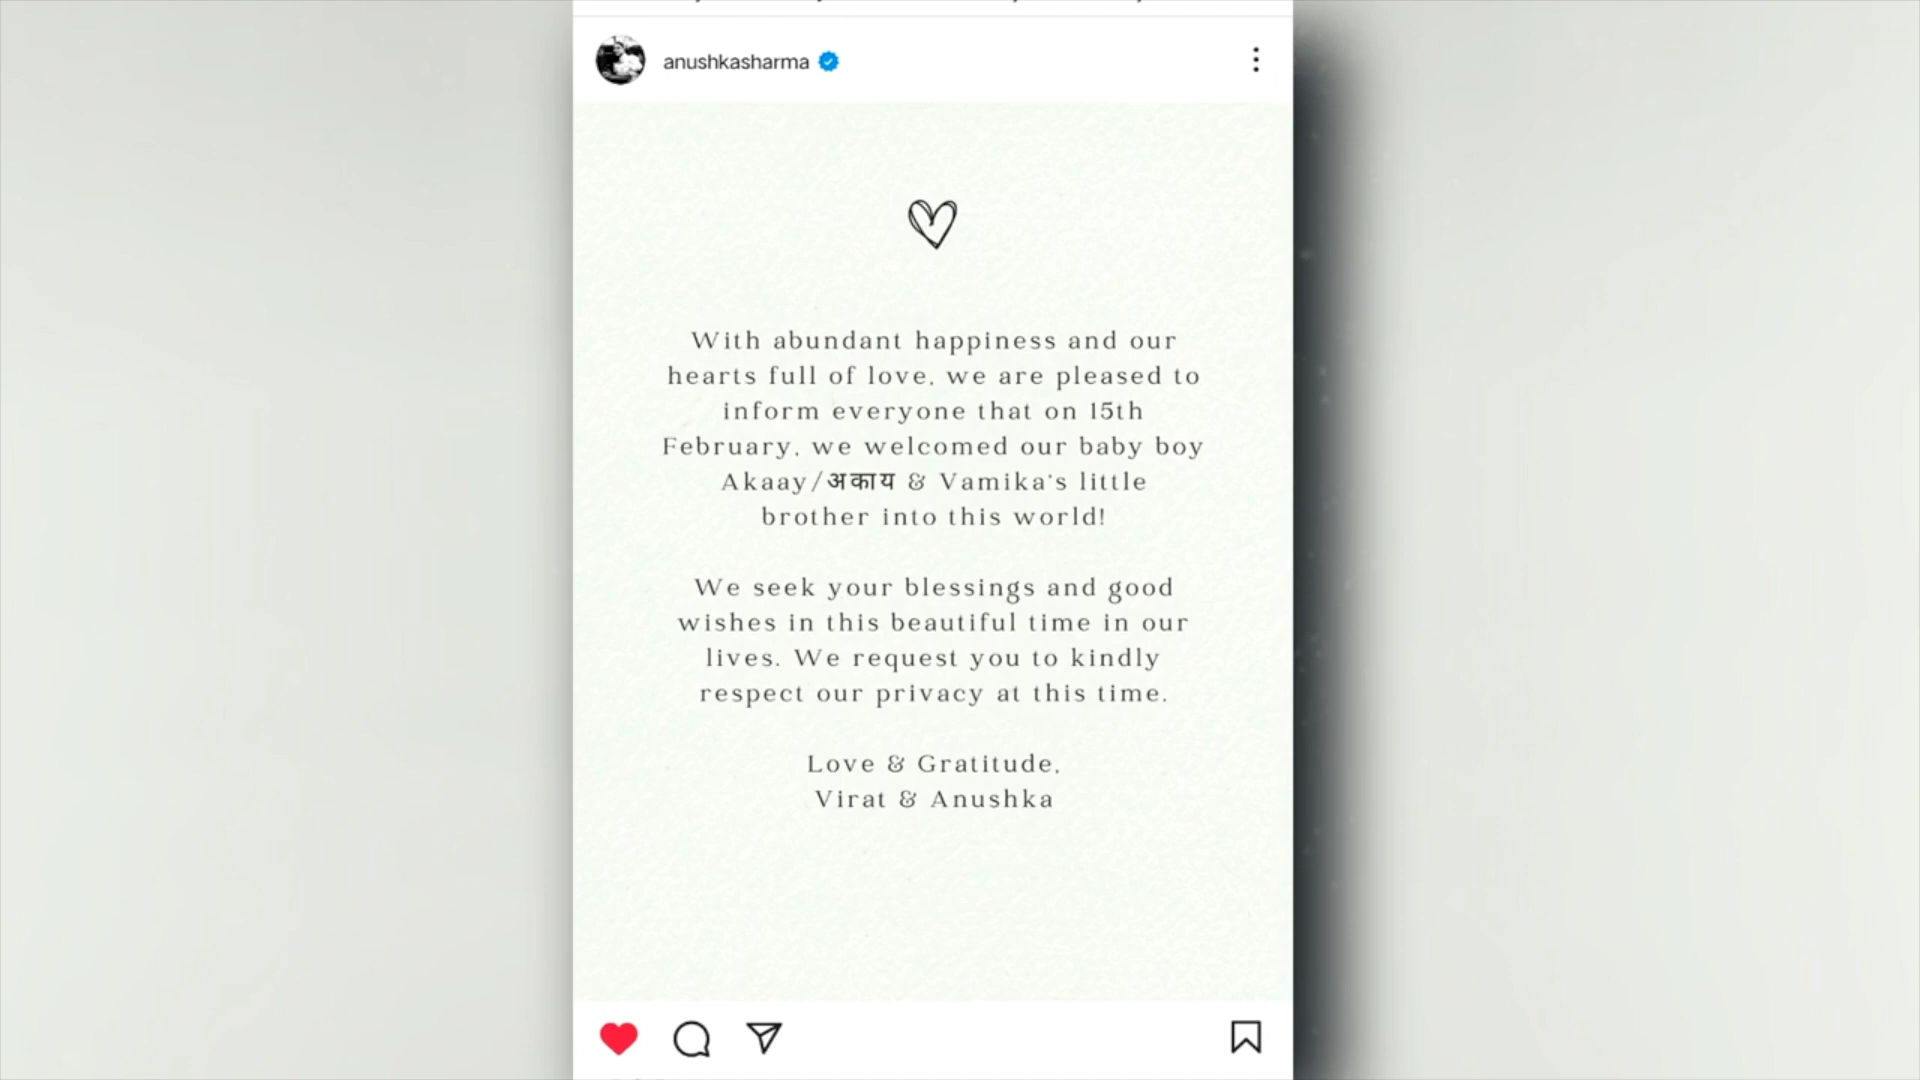 anushkasharma
With abundant happiness and our
hearts full of love, we are pleased to
inform everyone that on 15th
February, we welcomed our baby boy
Akaay/अकाय & Vamika's little
brother into this world!
We seek your blessings and good
wishes in this beautiful time in our
lives. We request you to kindly
respect our privacy at this time.
Love & Gratitude,
Virat & Anushka